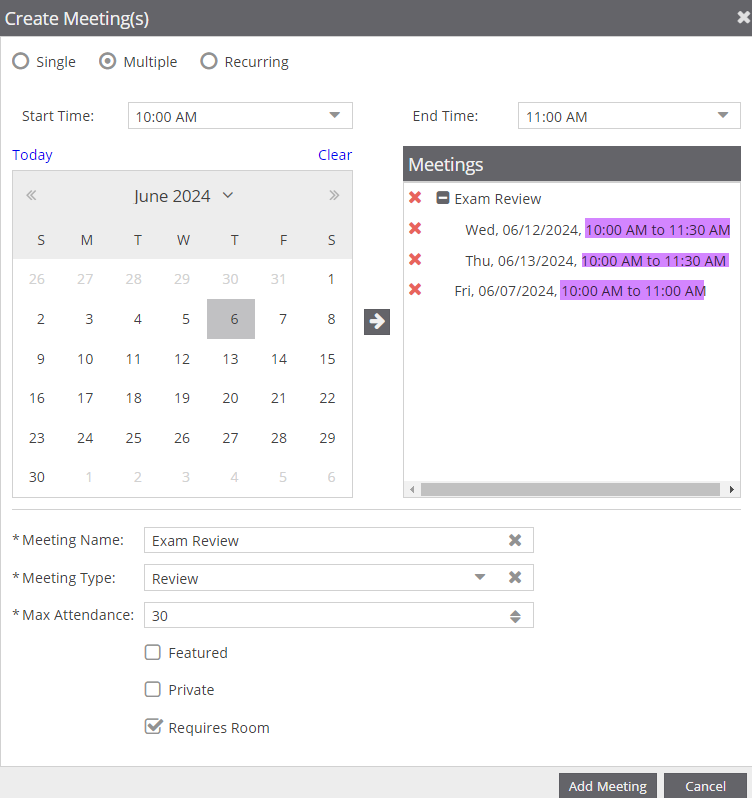 Create Meeting(s)
Single Multiple Recurring
Start Time: 10:00 AM End Time: 11:00 AM
Today Clear
June 2024
S M T W T F S
26 27 28 29 30 31 1
2 3 4 5 6 7 8
9 10 11 12 13 14 15
16 17 18 19 20 21 22
23 24 25 26 27 28 29
30 1 2 3 4 5 6
Meetings
Exam Review
Wed, 06/12/2024, 10:00 AM to 11:30 AM
Thu, 06/13/2024, 10:00 AM to 11:30 AM
Fri, 06/07/2024, 10:00 AM to 11:00 AM
*Meeting Name: Exam Review
*Meeting Type: Review
*Max Attendance: 30
Featured
Private
Requires Room
Add Meeting Cancel